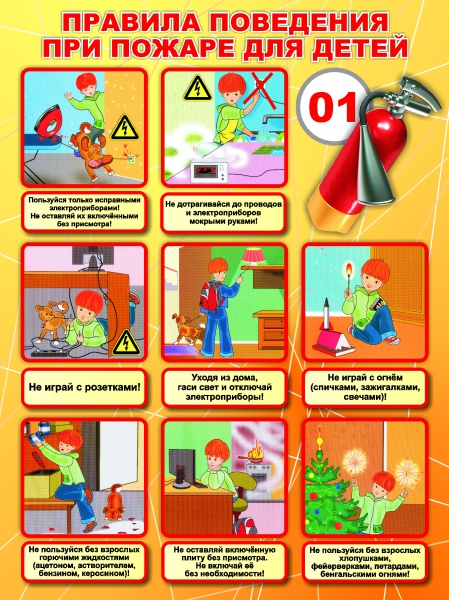 ПРАВИЛА ПОВЕДЕНИЯ
ПРИ ПОЖАРЕ ДЛЯ ДЕТЕЙ
01
Пользуйся только исправными
электроприборами!
Не оставляй их включёнными
без присмотра!
Не дотрагивайся до проводов
и электроприборов
мокрыми руками!
Не играй с розетками!
Уходя из дома,
гаси свет и отключай
электроприборы!
Не играй с огнём
(спичками, зажигалками,
свечами)!
Не пользуйся без взрослых
горючими жидкостями
(ацетоном, астворителем,
бензином, керосином)!
Не оставляй включённую
плиту без присмотра.
Не включай её
без необходимости!
Не пользуйся без взрослых
хлопушками,
фейерверками, петардами,
бенгальскими огнями!